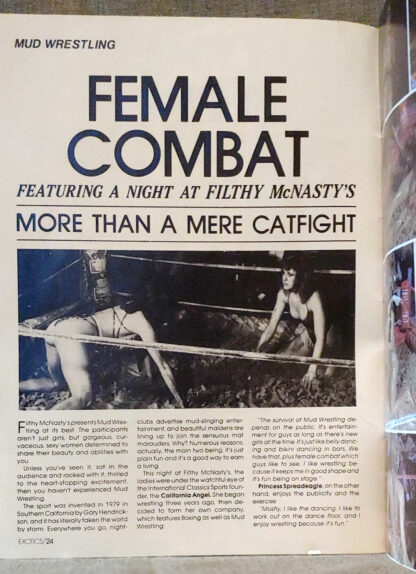 MUD WRESTLING
FEMALE
COMBAT
FEATURING A NIGHT AT FILTHY McNASTY'S
MORE THAN A MERE CATFIGHT
Filthy McNasty's presents Mud Wres-
tling at its best. The participants
aren't just girls, but gorgeous, cur-
vaceous, sexy women determined to
share their beauty and abilities with
you.
Unless you've seen it, sat in the
audience and rocked with it, thrilled
to the heart-stopping excitement,
then you haven't experienced Mud
Wrestling.
The sport was invented in 1979 in
Southern California by Gary Hendrick-
son, and it has literally taken the world
by storm. Everywhere you go, night-
clubs advertise mud-slinging enter-
tainment, and beautiful maidens are
lining up to join the sensuous mat
marauders. Why? Numerous reasons,
actually, the main two being, it's just
plain fun and it's a good way to earn
a living.
This night at Filthy McNasty's, the
ladies were under the watchful eye of
the International Classics Sports foun-
der, the California Angel. She began
wrestling three years ago, then de-
cided to form her own company,
which features Boxing as well as Mud
Wrestling.
"The survival of Mud Wrestling de-
pends on the public. It's entertain-
ment for guys as long as there's new
girls all the time. It's just like belly danc-
ing and bikini dancing in bars. We
have that, plus female combat which
guys like to see. I like wrestling be-
cause it keeps me in good shape and
it's fun being on stage."
Princess Spreadeagle, on the other
hand, enjoys the publicity and the
exercise.
"Mostly, I like the dancing. I like to
work out on the dance floor, and I
enjoy wrestling because it's fun."
EXOTICS/24